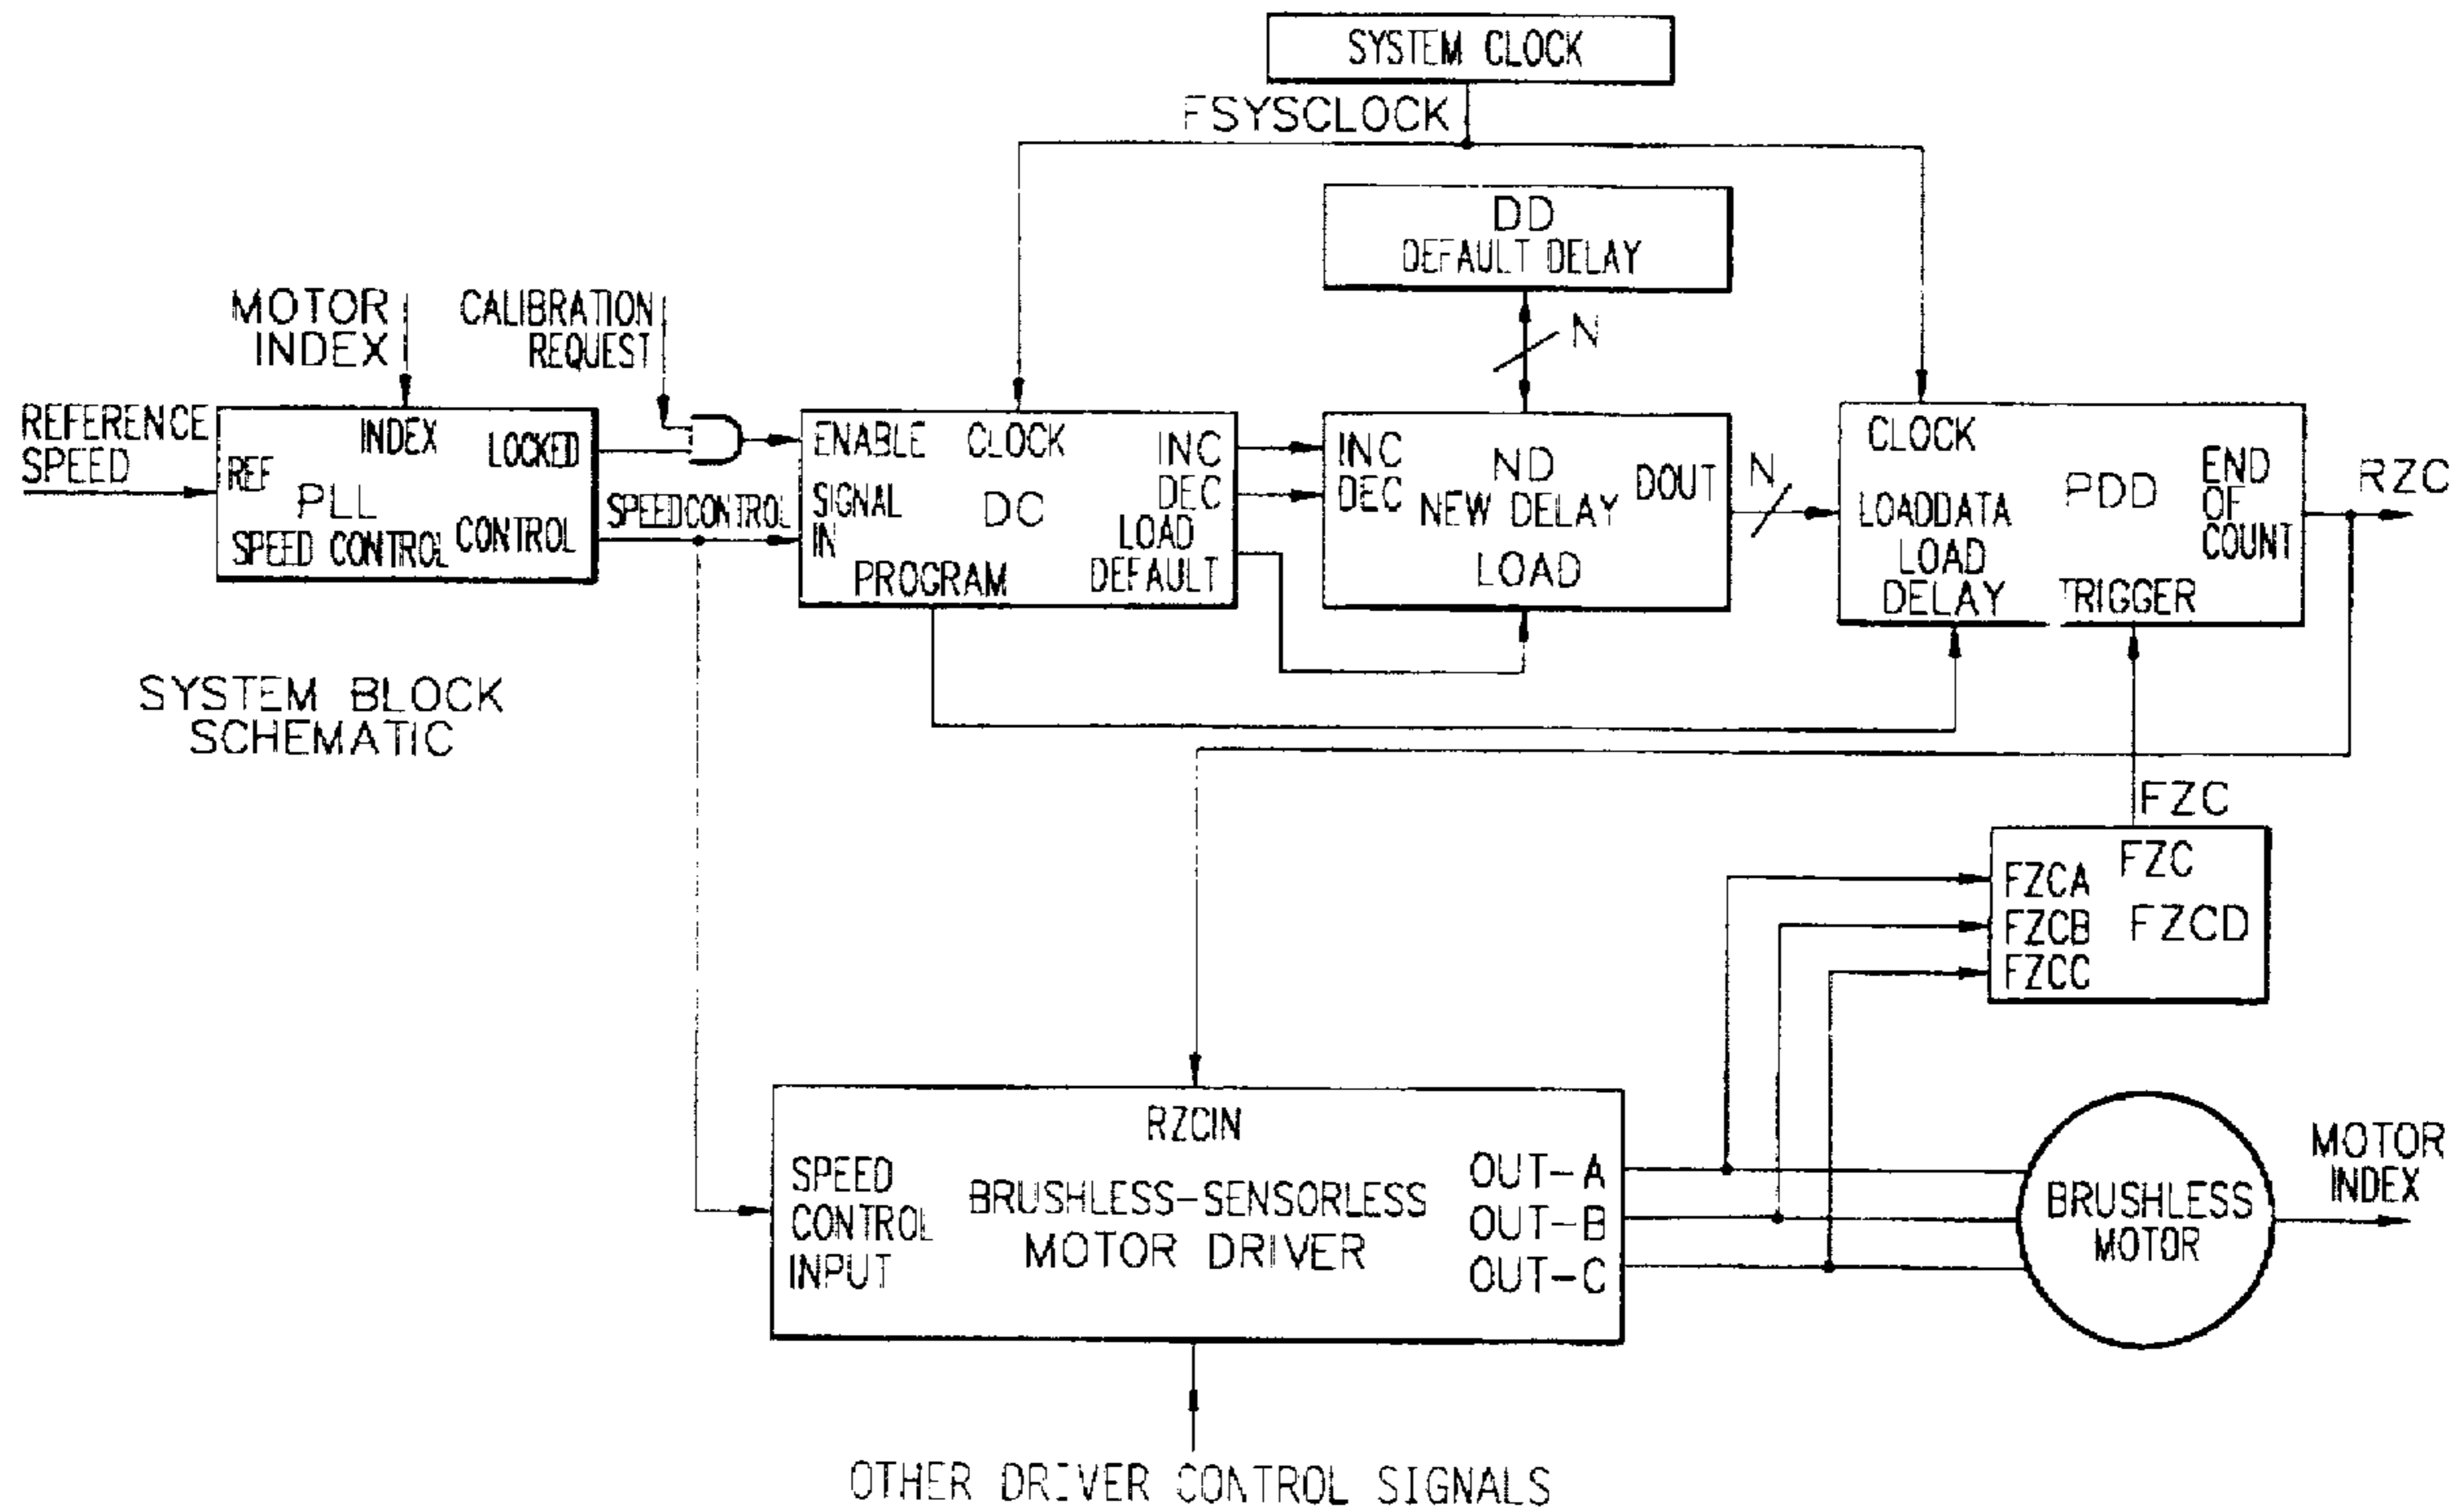 SYSTEM CLOCK
FSYSCLOCK
DD
DEFAULT DELAY
N
MOTOR
INDEX
CALIBRATION
REQUEST
REFERENCE
SPEED
INDEX
LOCKED
REF
PLL
SPEED CONTROL
CONTROL
SPEEDCONTROL
ENABLE
CLOCK
INC
DEC
SIGNAL
IN
DC
LOAD
DEFAULT
PROGRAM
INC
DEC
ND
NEW DELAY
DOUT
LOAD
N
CLOCK
PDD
END
OF
COUNT
LOADDATA
LOAD
DELAY
TRIGGER
RZC
SYSTEM BLOCK
SCHEMATIC
FZC
FZC
FZCA
FZCB
FZCC
FZCD
RZCIN
SPEED
CONTROL
INPUT
BRUSHLESS-SENSORLESS
MOTOR DRIVER
OUT-A
OUT-B
OUT-C
BRUSHLESS
MOTOR
MOTOR
INDEX
OTHER DRIVER CONTROL SIGNALS